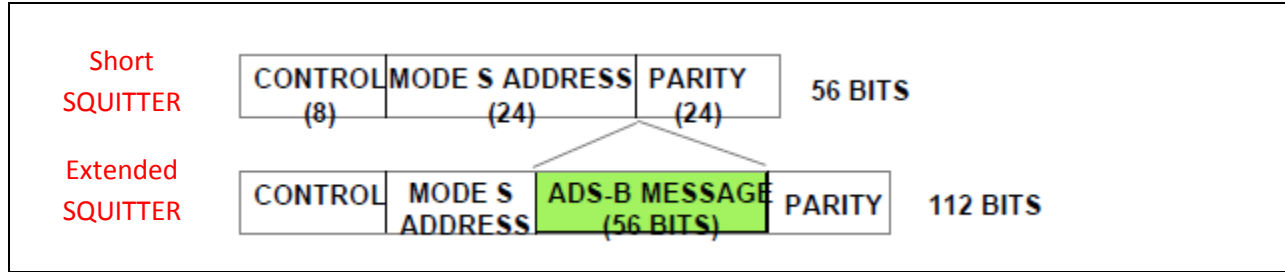 Short
SQUITTER
CONTROL MODE S ADDRESS PARITY
(8) (24) (24)
56 BITS
Extended
SQUITTER
CONTROL
MODE S
ADDRESS
ADS-B MESSAGE
(56 BITS)
PARITY
112 BITS